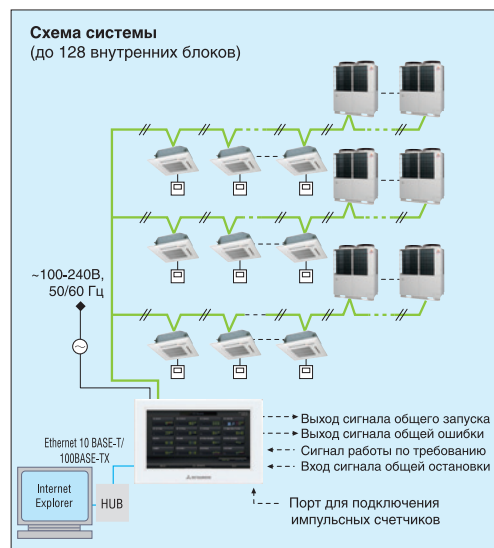 Схема системы
(до 128 внутренних блоков)
~100-240В,
50/60 Гц
Ethernet 10 BASE-T/
100BASE-TX
Internet
Explorer
HUB
Выход сигнала общего запуска
Выход сигнала общей ошибки
Сигнал работы по требованию
Вход сигнала общей остановки
Порт для подключения
импульсных счетчиков